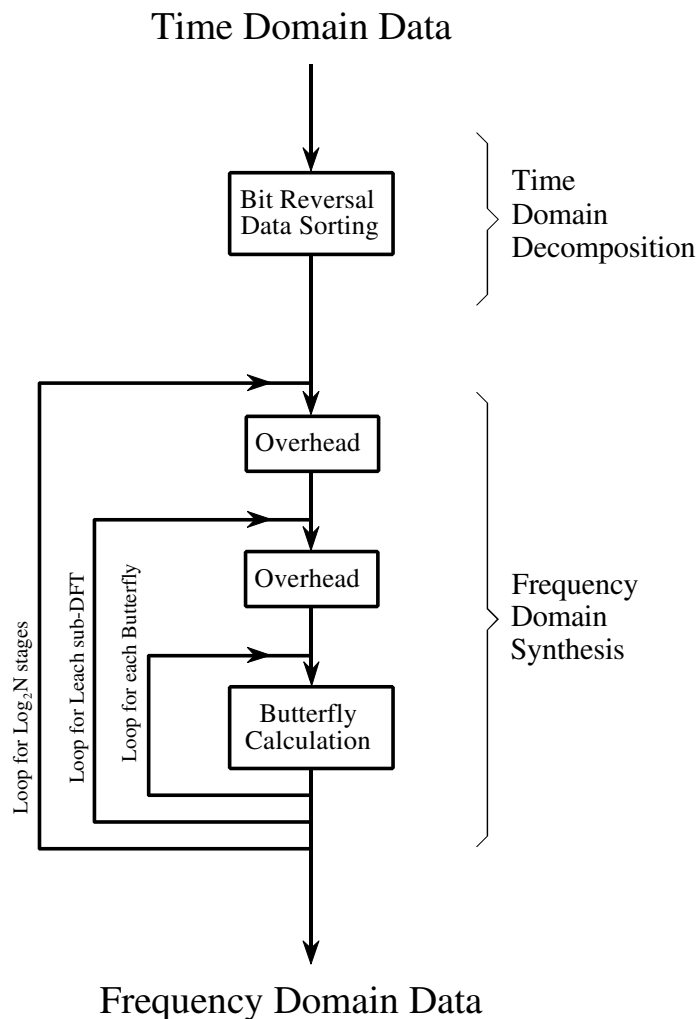 Time Domain Data
Bit Reversal
Data Sorting
Time
Domain
Decomposition
Overhead
Overhead
Butterfly
Calculation
Loop for Log₂N stages
Loop for Leach sub-DFT
Loop for each Butterfly
Frequency
Domain
Synthesis
Frequency Domain Data